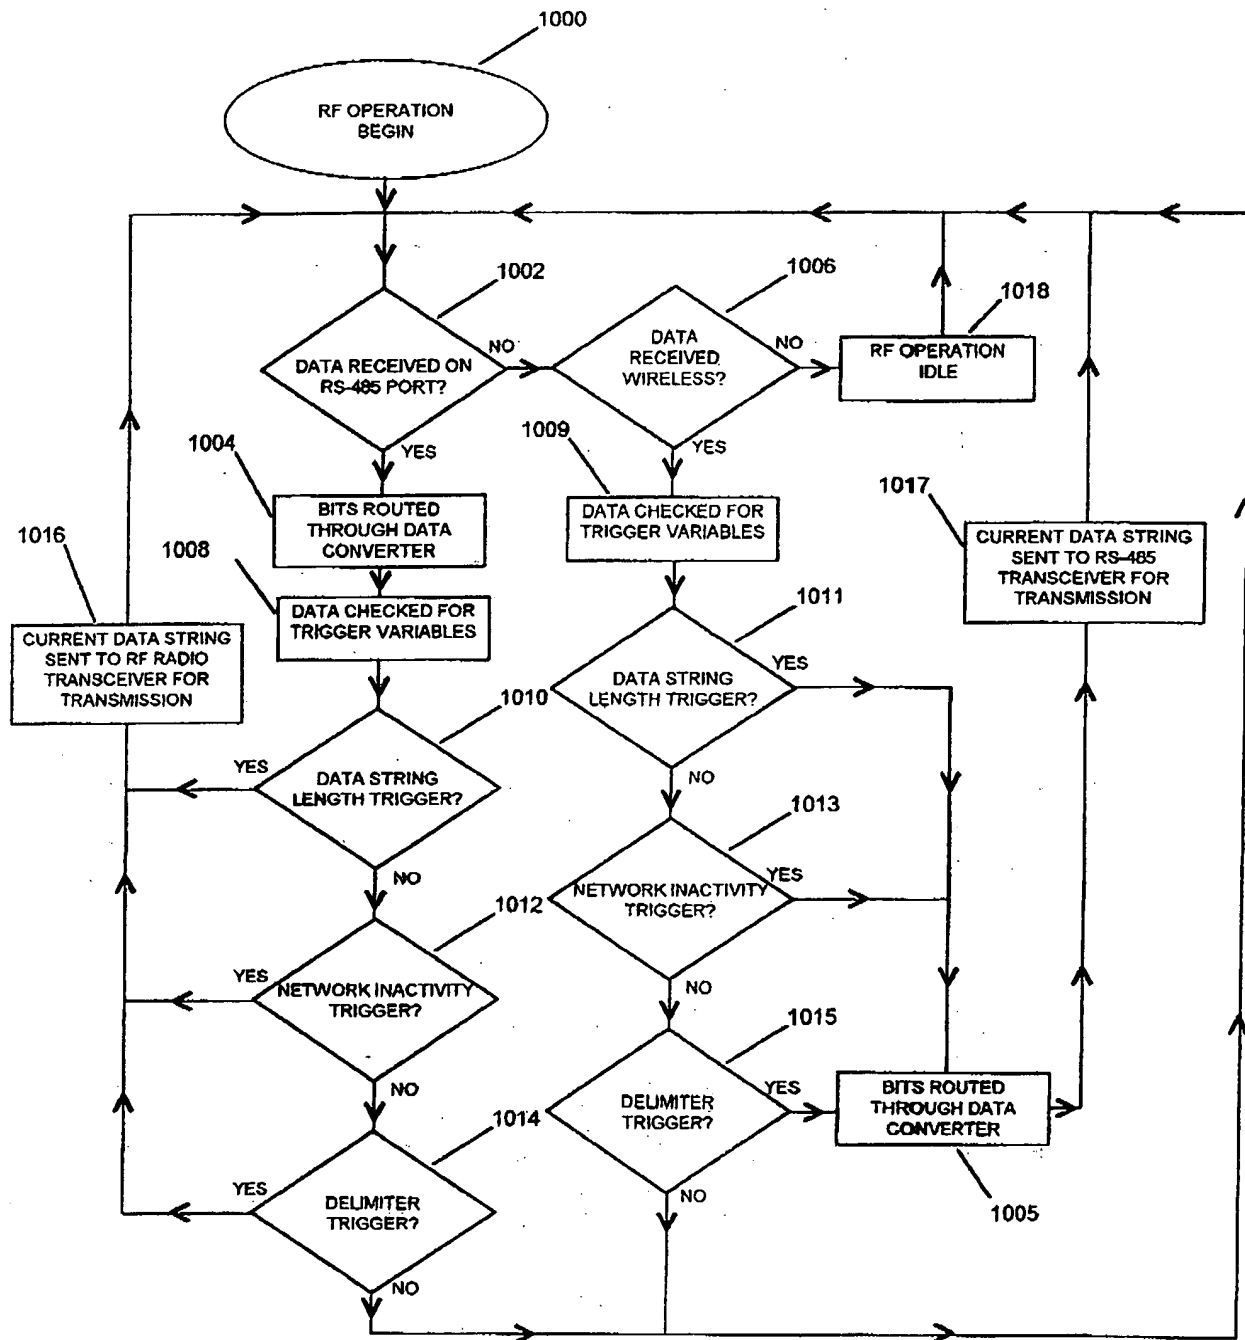 1000
RF OPERATION
BEGIN
1002
DATA RECEIVED ON
RS-485 PORT?
NO
YES
1006
DATA
RECEIVED
WIRELESS?
NO
YES
1018
RF OPERATION
IDLE
1004
BITS ROUTED
THROUGH DATA
CONVERTER
1009
DATA CHECKED FOR
TRIGGER VARIABLES
1017
CURRENT DATA STRING
SENT TO RS-485
TRANSCEIVER FOR
TRANSMISSION
1016
CURRENT DATA STRING
SENT TO RF RADIO
TRANSCEIVER FOR
TRANSMISSION
1008
DATA CHECKED FOR
TRIGGER VARIABLES
1011
DATA STRING
LENGTH TRIGGER?
YES
NO
1010
DATA STRING
LENGTH TRIGGER?
YES
NO
1013
NETWORK INACTIVITY
TRIGGER?
YES
NO
1012
NETWORK INACTIVITY
TRIGGER?
YES
NO
1015
DELIMITER
TRIGGER?
YES
NO
BITS ROUTED
THROUGH DATA
CONVERTER
1005
1014
DELIMITER
TRIGGER?
YES
NO